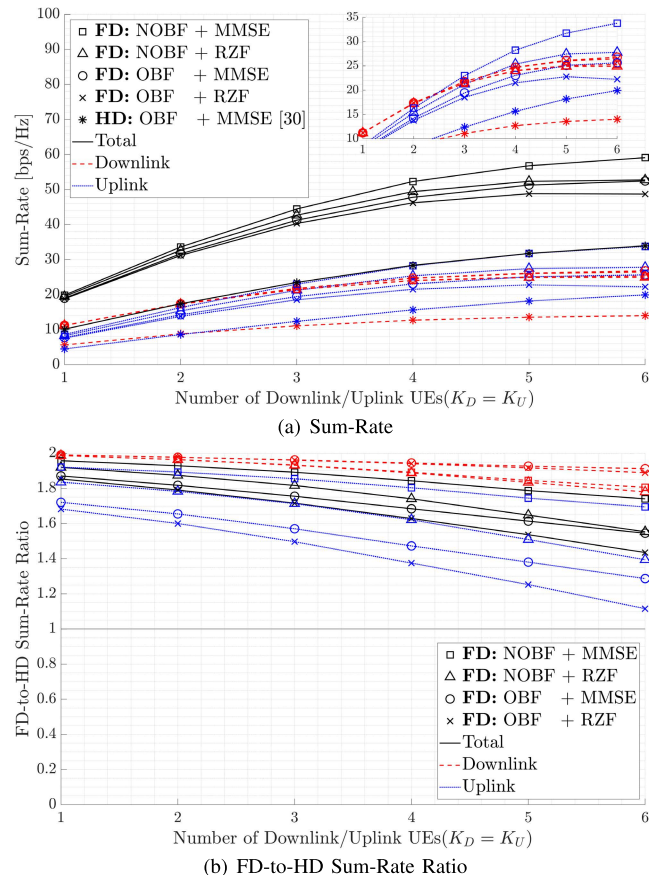 FD: NOBF + MMSE
FD: NOBF + RZF
FD: OBF + MMSE
FD: OBF + RZF
HD: OBF + MMSE [30]
Total
Downlink
Uplink
100
90
80
70
60
50
40
30
20
10
0
Sum-Rate [bps/Hz]
35
30
25
20
15
10
1 2 3 4 5 6
1 2 3 4 5 6
Number of Downlink/Uplink UEs(K_D = K_U)
(a) Sum-Rate
2
1.8
1.6
1.4
1.2
1
0.8
0.6
0.4
0.2
0
FD-to-HD Sum-Rate Ratio
FD: NOBF + MMSE
FD: NOBF + RZF
FD: OBF + MMSE
FD: OBF + RZF
Total
Downlink
Uplink
1 2 3 4 5 6
Number of Downlink/Uplink UEs(K_D = K_U)
(b) FD-to-HD Sum-Rate Ratio